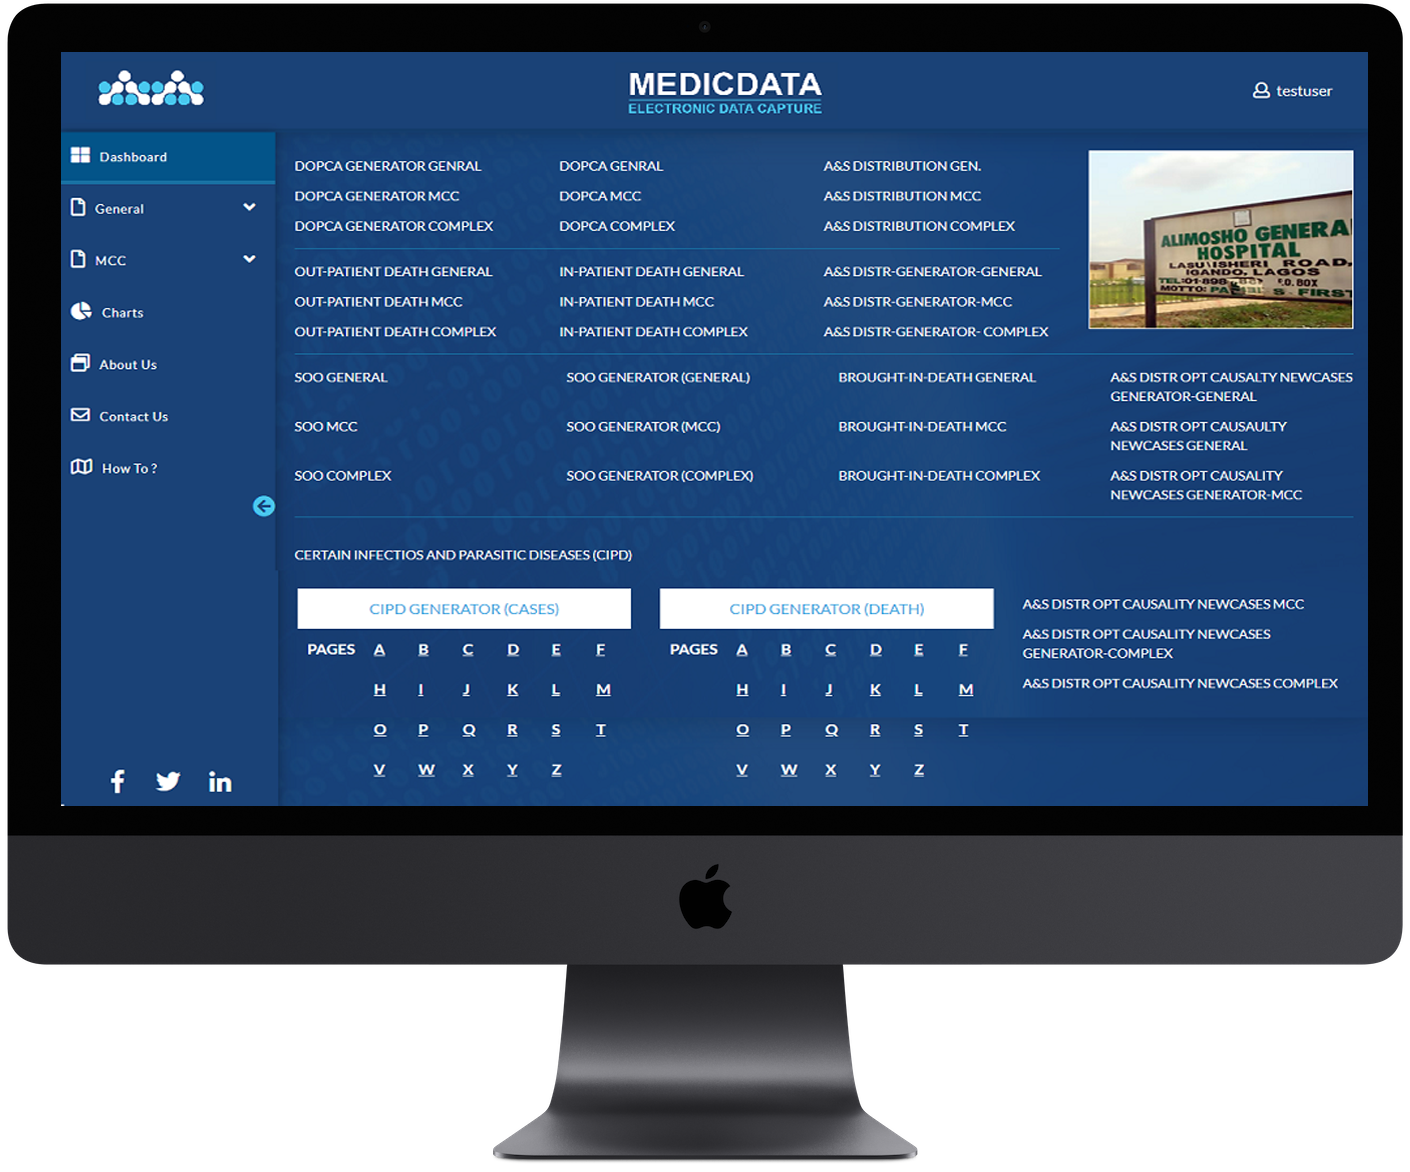 MEDICDATA
ELECTRONIC DATA CAPTURE
testuser
Dashboard
General
MCC
Charts
About Us
Contact Us
How To ?
DOPCA GENERATOR GENRAL
DOPCA GENRAL
A&S DISTRIBUTION GEN.
DOPCA GENERATOR MCC
DOPCA MCC
A&S DISTRIBUTION MCC
DOPCA GENERATOR COMPLEX
DOPCA COMPLEX
A&S DISTRIBUTION COMPLEX
ALIMOSHO GENERA
HOSPITAL
ISHERI ROAD,
IGANDO, LAGOS
TEL:01-898 P.O.BOX
MOTTO: S FIRST
OUT-PATIENT DEATH GENERAL
IN-PATIENT DEATH GENERAL
A&S DISTR-GENERATOR-GENERAL
OUT-PATIENT DEATH MCC
IN-PATIENT DEATH MCC
A&S DISTR-GENERATOR-MCC
OUT-PATIENT DEATH COMPLEX
IN-PATIENT DEATH COMPLEX
A&S DISTR-GENERATOR- COMPLEX
SOO GENERAL
SOO GENERATOR (GENERAL)
BROUGHT-IN-DEATH GENERAL
A&S DISTR OPT CAUSALTY NEWCASES
GENERATOR-GENERAL
SOO MCC
SOO GENERATOR (MCC)
BROUGHT-IN-DEATH MCC
A&S DISTR OPT CAUSAULTY
NEWCASES GENERAL
SOO COMPLEX
SOO GENERATOR (COMPLEX)
BROUGHT-IN-DEATH COMPLEX
A&S DISTR OPT CAUSALITY
NEWCASES GENERATOR-MCC
CERTAIN INFECTIOS AND PARASITIC DISEASES (CIPD)
CIPD GENERATOR (CASES)
PAGES A B C D E F
H I J K L M
O P Q R S T
V W X Y Z
CIPD GENERATOR (DEATH)
PAGES A B C D E F
H I J K L M
O P Q R S T
V W X Y Z
A&S DISTR OPT CAUSALITY NEWCASES MCC
A&S DISTR OPT CAUSALITY NEWCASES
GENERATOR-COMPLEX
A&S DISTR OPT CAUSALITY NEWCASES COMPLEX